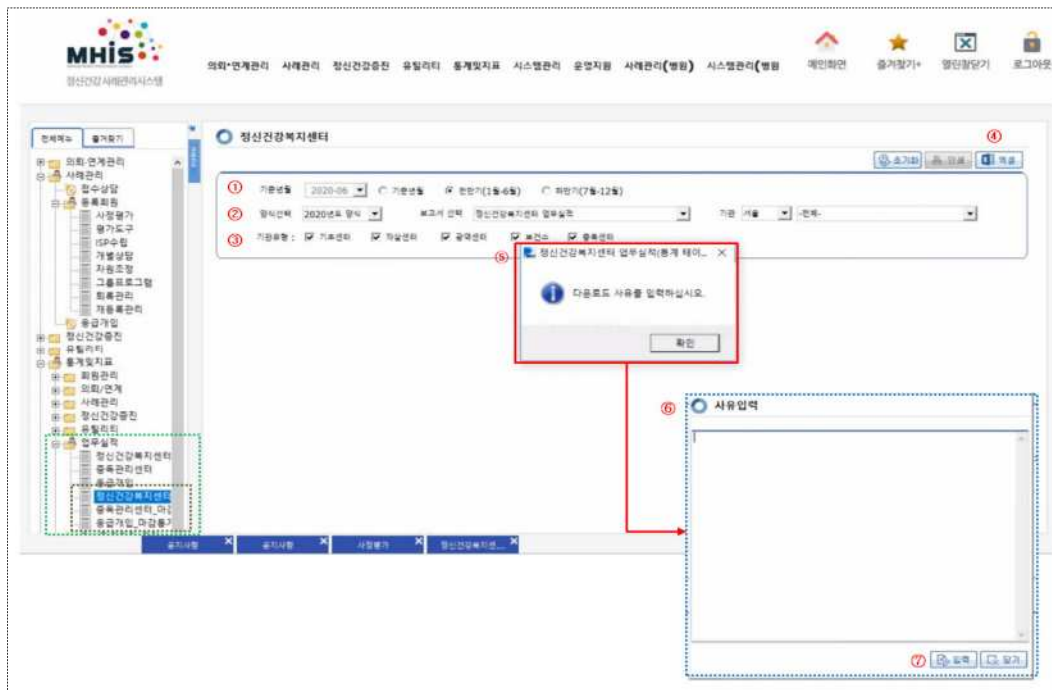 MHiS
정신건강사례관리시스템
의뢰•연계관리 사례관리 정신건강증진 유틸리티 통계및지표 시스템관리 운영지원 사례관리(병원) 시스템관리(병원
메인화면 즐겨찾기+ 열린창닫기 로그아웃
전체메뉴 즐겨찾기
정신건강복지센터
④
초기화 인쇄 엑셀
① 기준년월 2020-06 기준년월 전반기(1월-6월) 하반기(7월-12월)
② 양식선택 2020년도 양식 보고서 선택 정신건강복지센터 업무실적 기관 서울 -전체-
③ 기관유형 : 기초센터 자살센터 광역센터 보건소 중독센터
의뢰·연계관리
사례관리
접수상담
등록회원
사정평가
평가도구
ISP수립
개별상담
자원조정
그룹프로그램
퇴록관리
재등록관리
응급개입
정신건강증진
유틸리티
통계및지표
회원관리
의뢰/연계
사례관리
정신건강증진
유틸리티
업무실적
정신건강복지센터
중독관리센터
응급개입
정신건강복지센터
중독관리센터_마감
응급개입_마감통계
⑤ 정신건강복지센터 업무실적(통계 테이...
다운로드 사유를 입력하십시오.
확인
⑥ 사유입력
⑦ 입력 닫기
공지사항 공지사항 사정평가 정신건강복지센...